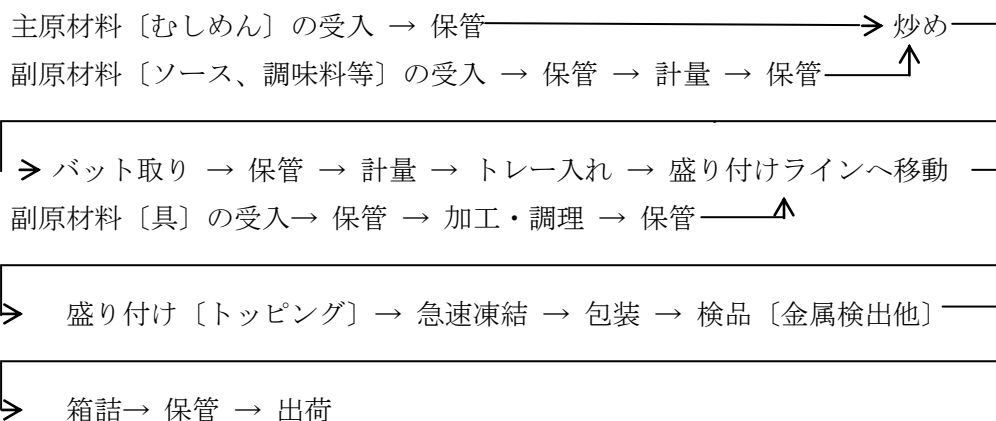 主原材料〔むしめん〕の受入 → 保管 → 炒め
副原材料〔ソース、調味料等〕の受入 → 保管 → 計量 → 保管
バット取り → 保管 → 計量 → トレー入れ → 盛り付けラインへ移動
副原材料〔具〕の受入→ 保管 → 加工・調理 → 保管
盛り付け〔トッピング〕→ 急速凍結 → 包装 → 検品〔金属検出他〕
箱詰→ 保管 → 出荷